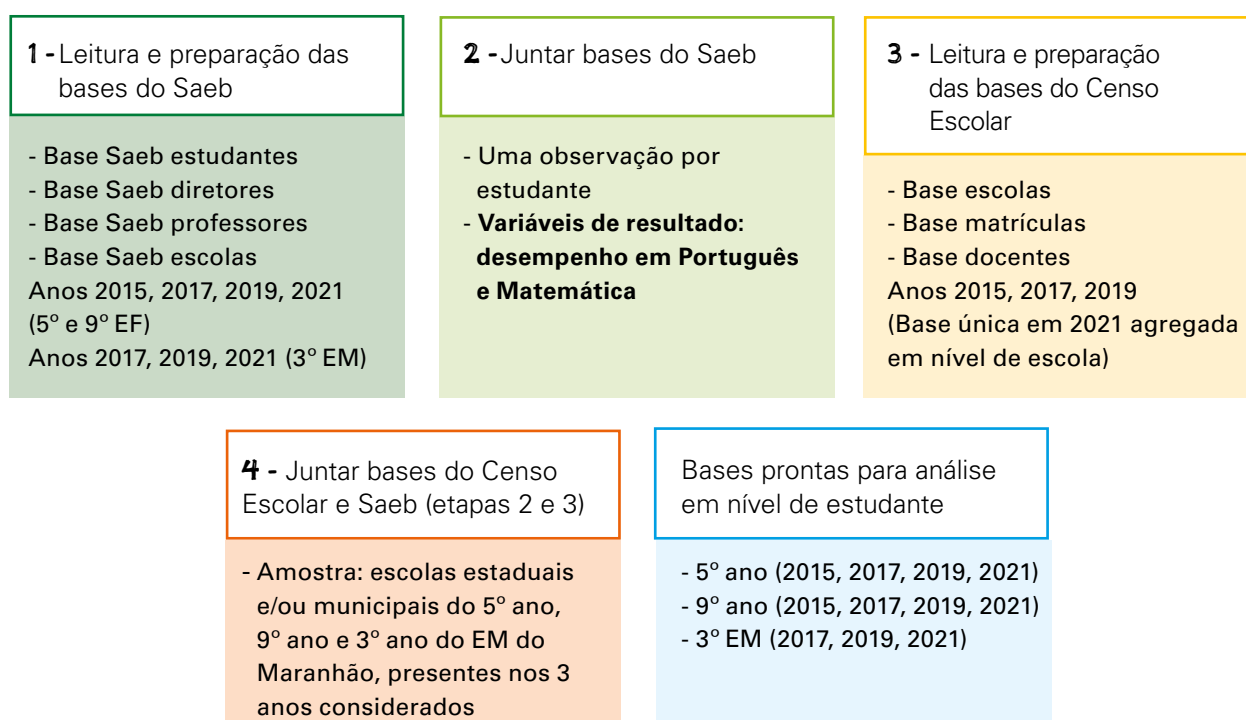 1 - Leitura e preparação das
bases do Saeb
- Base Saeb estudantes
- Base Saeb diretores
- Base Saeb professores
- Base Saeb escolas
Anos 2015, 2017, 2019, 2021
(5º e 9º EF)
Anos 2017, 2019, 2021 (3º EM)
2 - Juntar bases do Saeb
- Uma observação por
estudante
- Variáveis de resultado:
desempenho em Português
e Matemática
3 - Leitura e preparação
das bases do Censo
Escolar
- Base escolas
- Base matrículas
- Base docentes
Anos 2015, 2017, 2019
(Base única em 2021 agregada
em nível de escola)
4 - Juntar bases do Censo
Escolar e Saeb (etapas 2 e 3)
- Amostra: escolas estaduais
e/ou municipais do 5º ano,
9º ano e 3º ano do EM do
Maranhão, presentes nos 3
anos considerados
Bases prontas para análise
em nível de estudante
- 5º ano (2015, 2017, 2019, 2021)
- 9º ano (2015, 2017, 2019, 2021)
- 3º EM (2017, 2019, 2021)